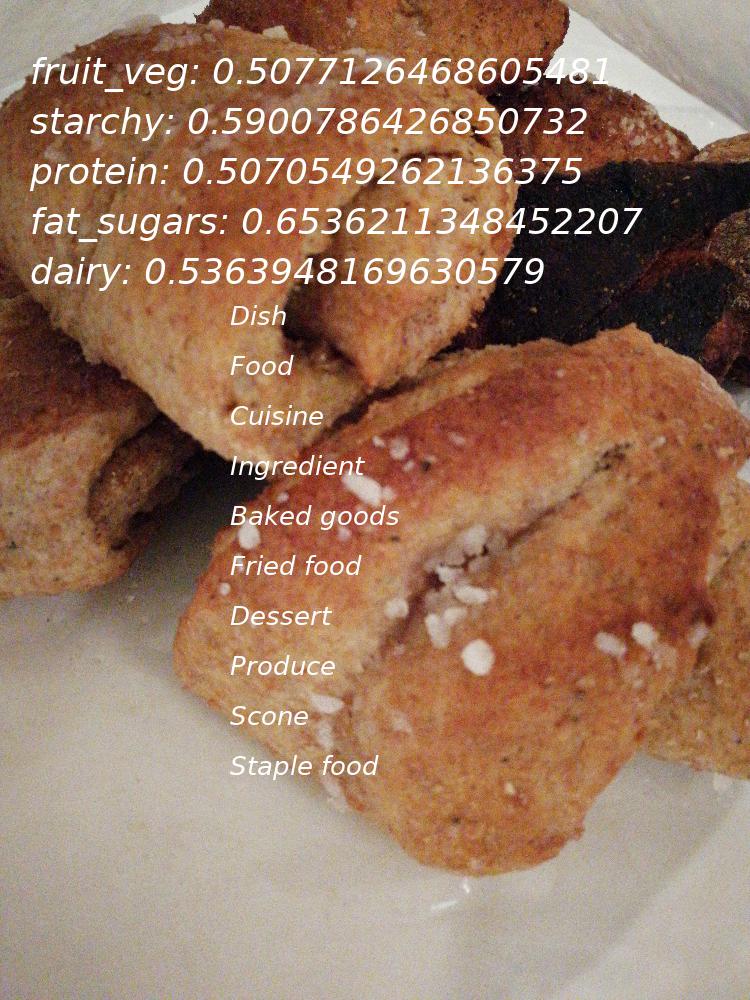 fruit_veg: 0.5077126468605481
starchy: 0.5900786426850732
protein: 0.5070549262136375
fat_sugars: 0.6536211348452207
dairy: 0.5363948169630579
Dish
Food
Cuisine
Ingredient
Baked goods
Fried food
Dessert
Produce
Scone
Staple food